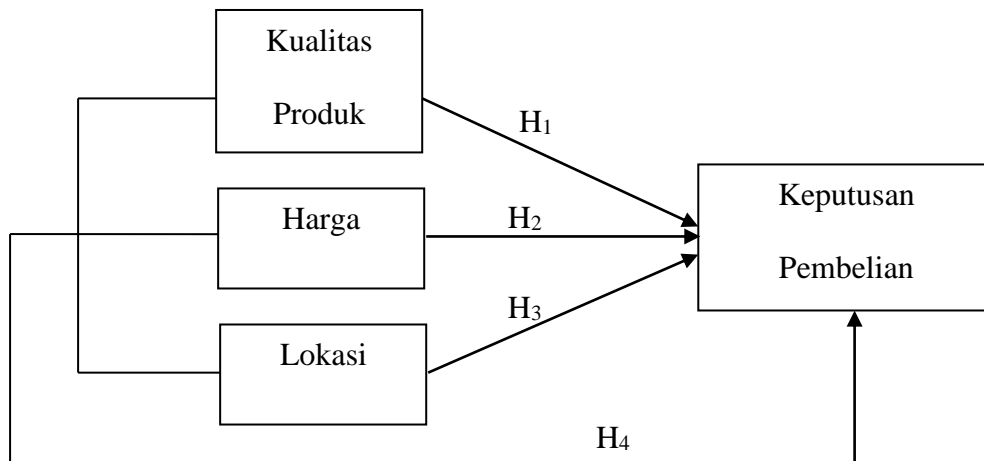 Kualitas
Produk
H₁
Keputusan
Pembelian
Harga
H₂
Lokasi
H₃
H₄